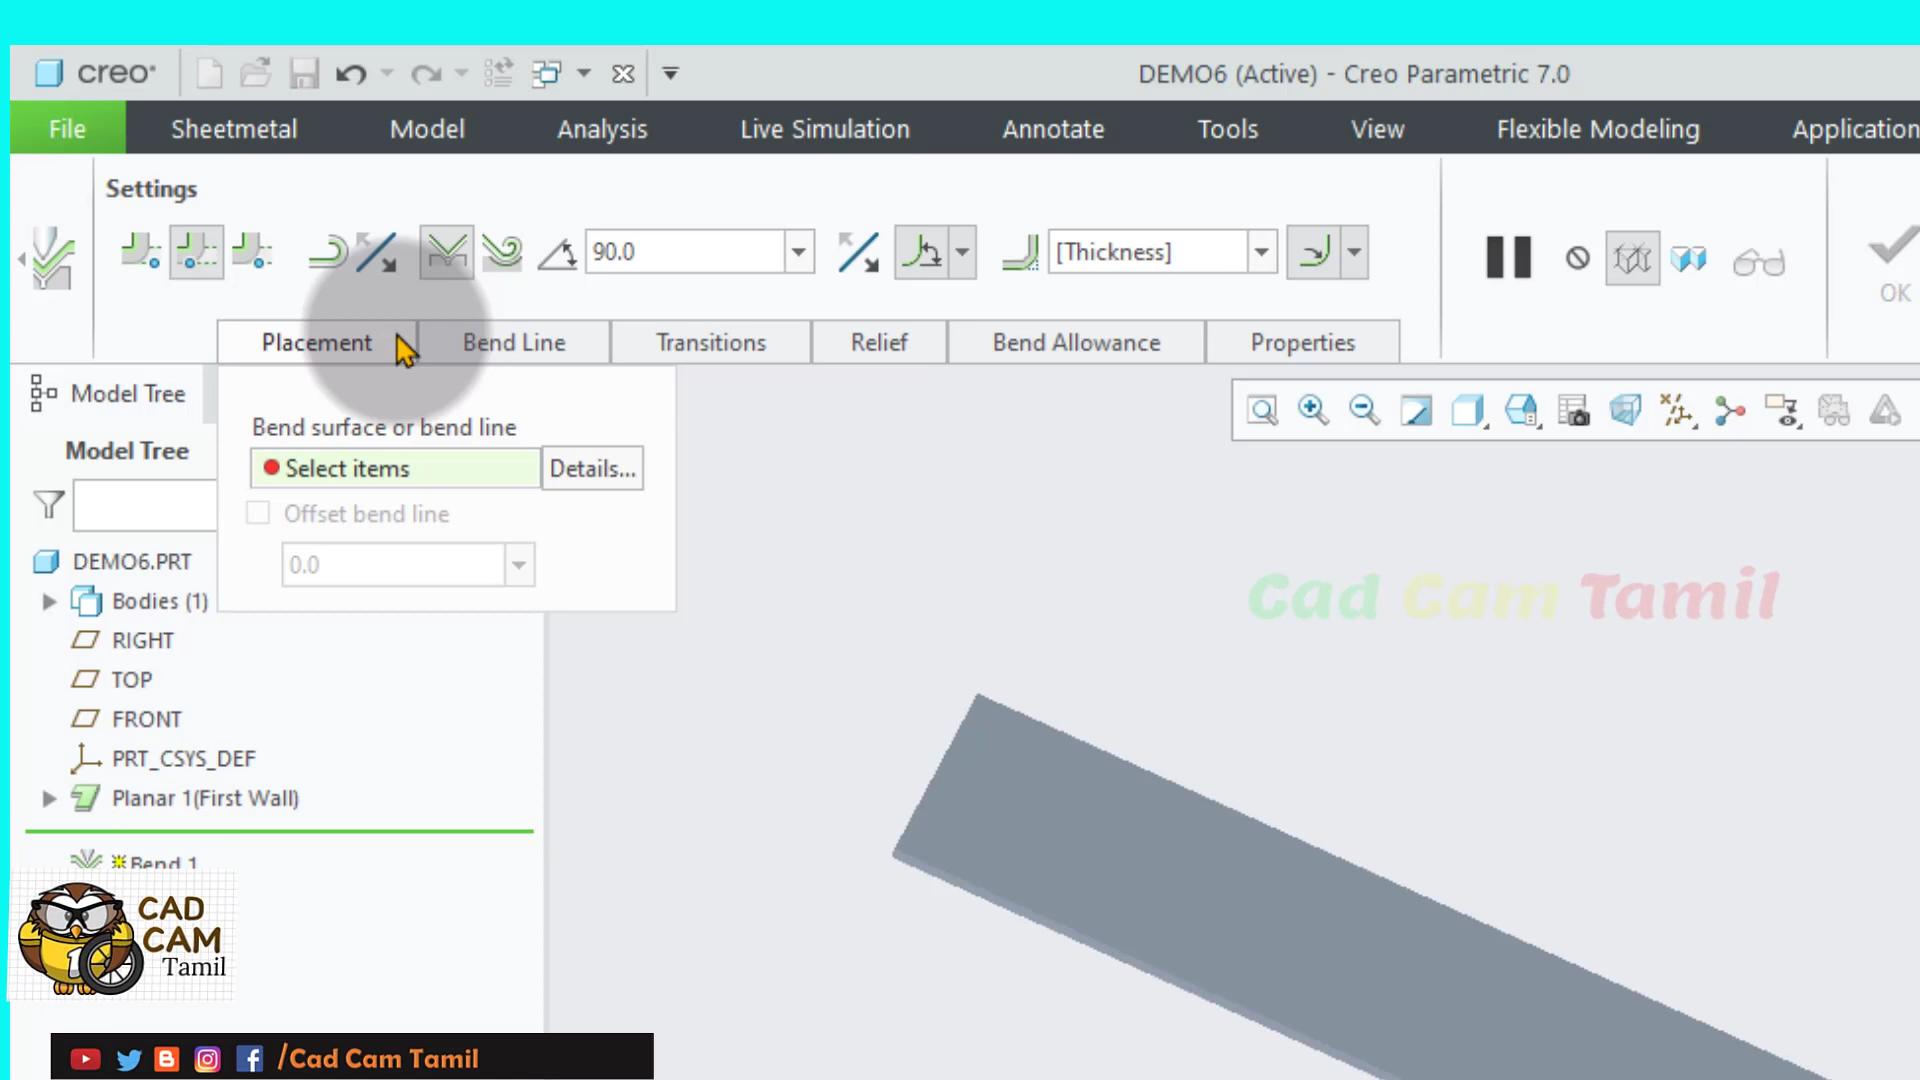 creo
DEMO6 (Active) - Creo Parametric 7.0
File Sheetmetal Model Analysis Live Simulation Annotate Tools View Flexible Modeling Application
Settings
90.0
[Thickness]
OK
Placement Bend Line Transitions Relief Bend Allowance Properties
Model Tree
Model Tree
Bend surface or bend line
Select items Details...
Offset bend line
0.0
DEMO6.PRT
Bodies (1)
RIGHT
TOP
FRONT
PRT_CSYS_DEF
Planar 1(First Wall)
Bend 1
Cad Cam Tamil
CAD
CAM
Tamil
/Cad Cam Tamil